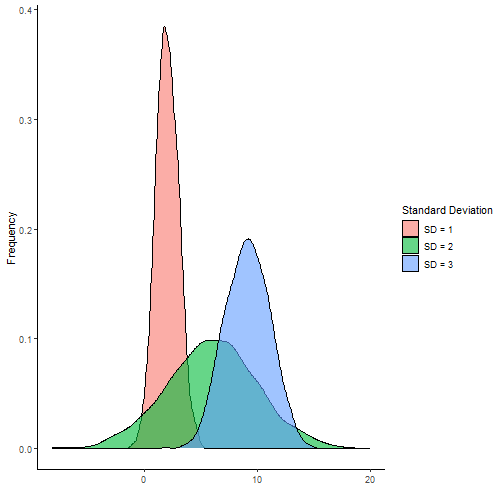 0.4
0.3
0.2
0.1
0.0
Frequency
0
10
20
Standard Deviation
SD = 1
SD = 2
SD = 3